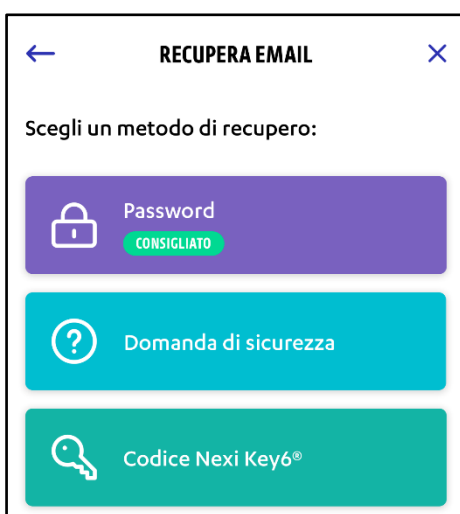 RECUPERA EMAIL
Scegli un metodo di recupero:
Password
CONSIGLIATO
Domanda di sicurezza
Codice Nexi Key6®